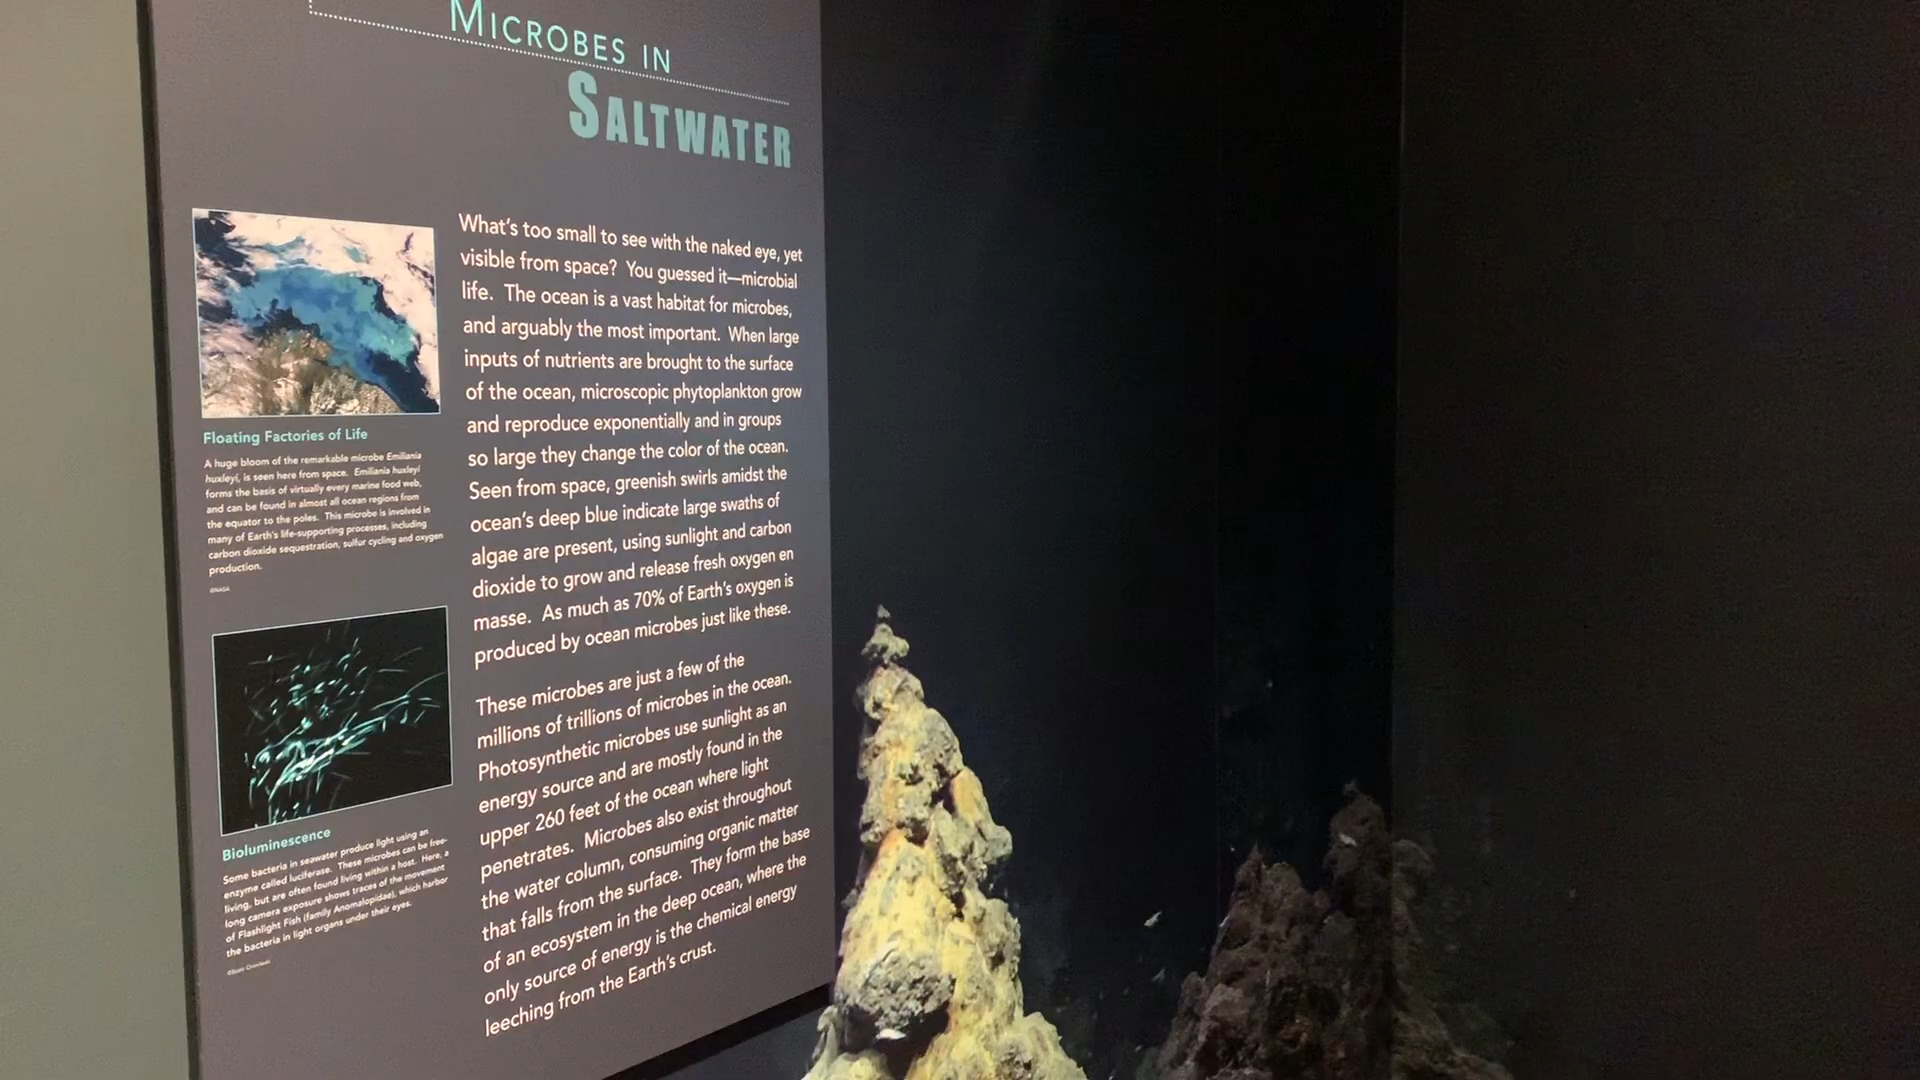 MICROBES IN
SALTWATER
What's too small to see with the naked eye, yet
visible from space? You guessed it—microbial
life. The ocean is a vast habitat for microbes,
and arguably the most important. When large
inputs of nutrients are brought to the surface
of the ocean, microscopic phytoplankton grow
and reproduce exponentially and in groups
so large they change the color of the ocean.
Seen from space, greenish swirls amidst the
ocean's deep blue indicate large swaths of
algae are present, using sunlight and carbon
dioxide to grow and release fresh oxygen en
masse. As much as 70% of Earth's oxygen is
produced by ocean microbes just like these.
These microbes are just a few of the
millions of trillions of microbes in the ocean.
Photosynthetic microbes use sunlight as an
energy source and are mostly found in the
upper 260 feet of the ocean where light
penetrates. Microbes also exist throughout
the water column, consuming organic matter
that falls from the surface. They form the base
of an ecosystem in the deep ocean, where the
only source of energy is the chemical energy
leeching from the Earth's crust.
Floating Factories of Life
A huge bloom of the remarkable microbe Emiliania
huxleyi, is seen here from space. Emiliania huxleyi
forms the basis of virtually every marine food web,
and can be found in almost all ocean regions from
the equator to the poles. This microbe is involved in
many of Earth's life-supporting processes, including
carbon dioxide sequestration, sulfur cycling and oxygen
production.
©NASA
Bioluminescence
Some bacteria in seawater produce light using an
enzyme called luciferase. These microbes can be free-
living, but are often found living within a host. Here, a
long camera exposure shows traces of the movement
of Flashlight Fish (family Anomalopidae), which harbor
the bacteria in light organs under their eyes.